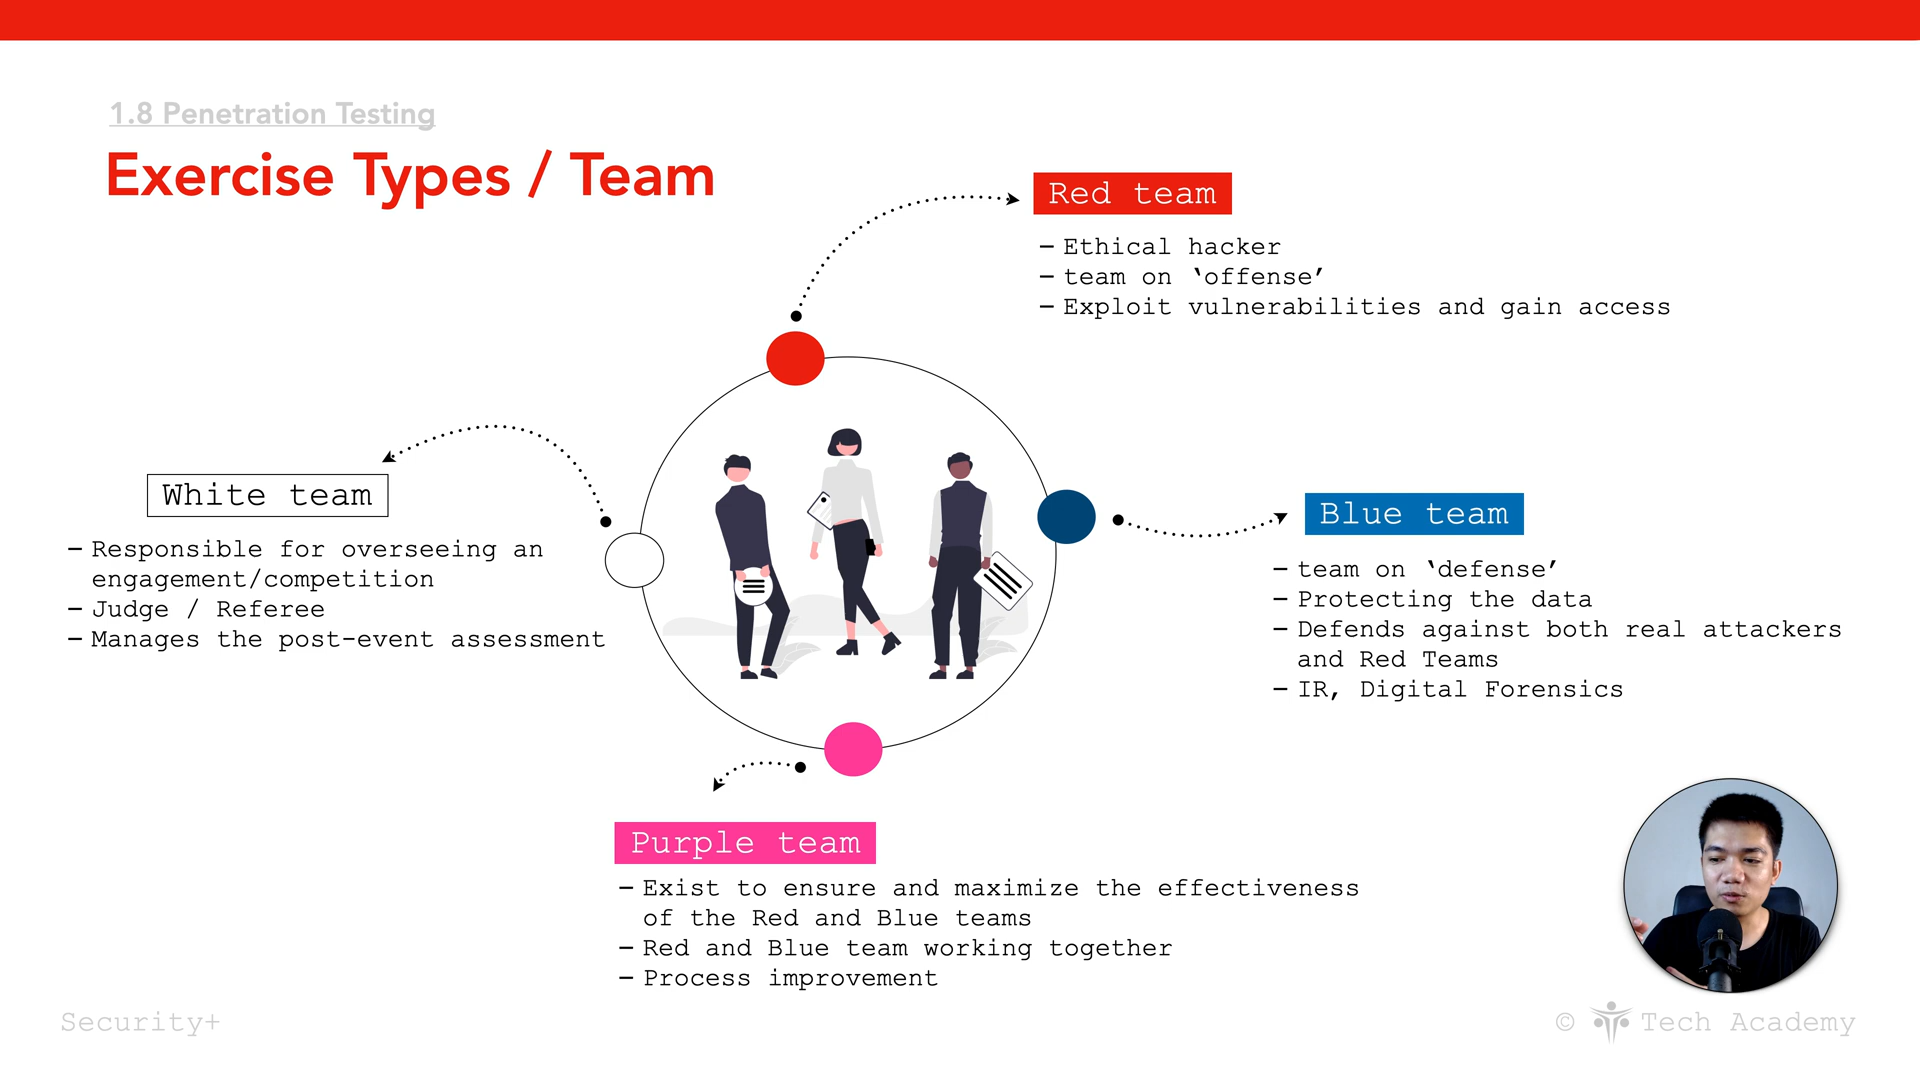 1.8 Penetration Testing
Exercise Types / Team
Red team
– Ethical hacker
– team on ‘offense’
– Exploit vulnerabilities and gain access
White team
– Responsible for overseeing an
engagement/competition
– Judge / Referee
– Manages the post-event assessment
Blue team
– team on ‘defense’
– Protecting the data
– Defends against both real attackers
and Red Teams
– IR, Digital Forensics
Purple team
– Exist to ensure and maximize the effectiveness
of the Red and Blue teams
– Red and Blue team working together
– Process improvement
Security+
© Tech Academy